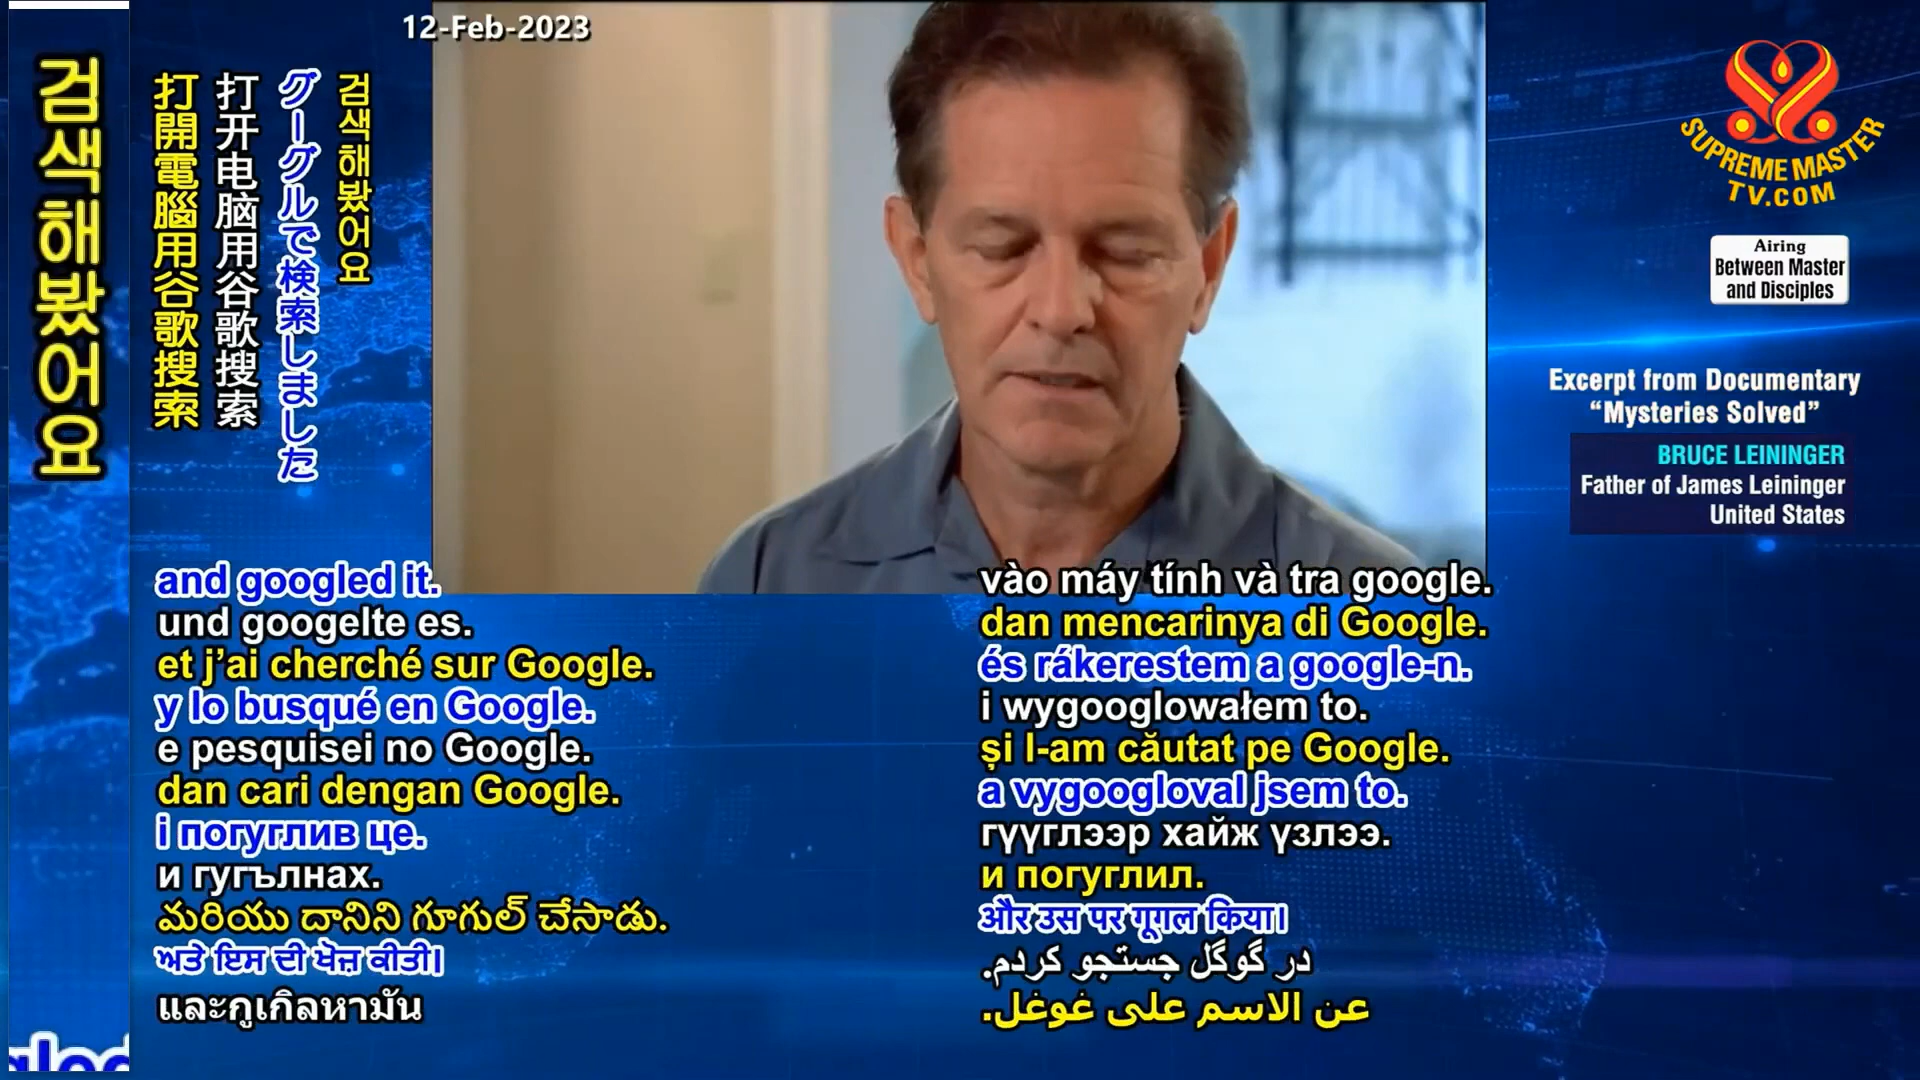 12-Feb-2023
검색해봤어요
打開電腦用谷歌搜索
打开电脑用谷歌搜索
グーグルで検索しました
검색해봤어요
SUPREME MASTER
TV.COM
Airing
Between Master
and Disciples
Excerpt from Documentary
“Mysteries Solved”
BRUCE LEININGER
Father of James Leininger
United States
and googled it.
und googelte es.
et j’ai cherché sur Google.
y lo busqué en Google.
e pesquisei no Google.
dan cari dengan Google.
і погуглив це.
и гугълнах.
మరియు దానిని గూగుల్ చేసాడు.
ਅਤੇ ਇਸ ਦੀ ਖੋਜ਼ ਕੀਤੀ।
และกูเกิลหามัน
vào máy tính và tra google.
dan mencarinya di Google.
és rákerestem a google-n.
i wygooglowałem to.
și l-am căutat pe Google.
a vygoogloval jsem to.
гүүглээр хайж үзлээ.
и погуглил.
और उस पर गूगल किया।
در گوگل جستجو کردم.
عن الاسم على غوغل.